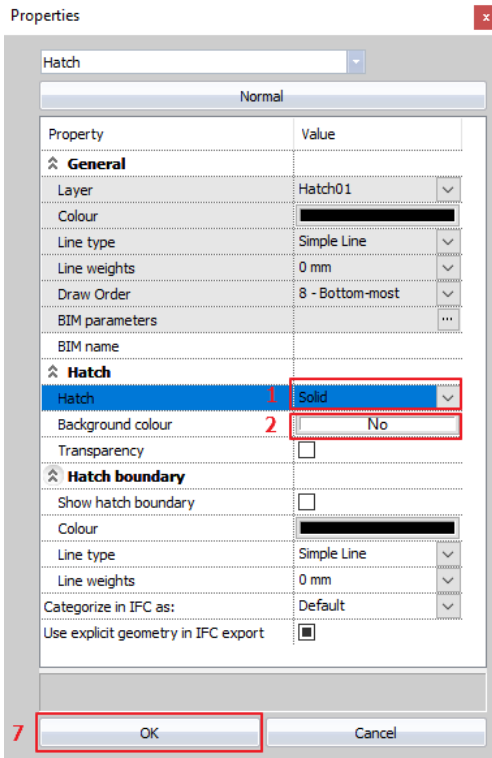 Properties
x
Hatch
Normal
Property Value
General
Layer Hatch01
Colour
Line type Simple Line
Line weights 0 mm
Draw Order 8 - Bottom-most
BIM parameters ...
BIM name
Hatch
Hatch 1 Solid
Background colour 2 No
Transparency
Hatch boundary
Show hatch boundary
Colour
Line type Simple Line
Line weights 0 mm
Categorize in IFC as: Default
Use explicit geometry in IFC export
7 OK Cancel